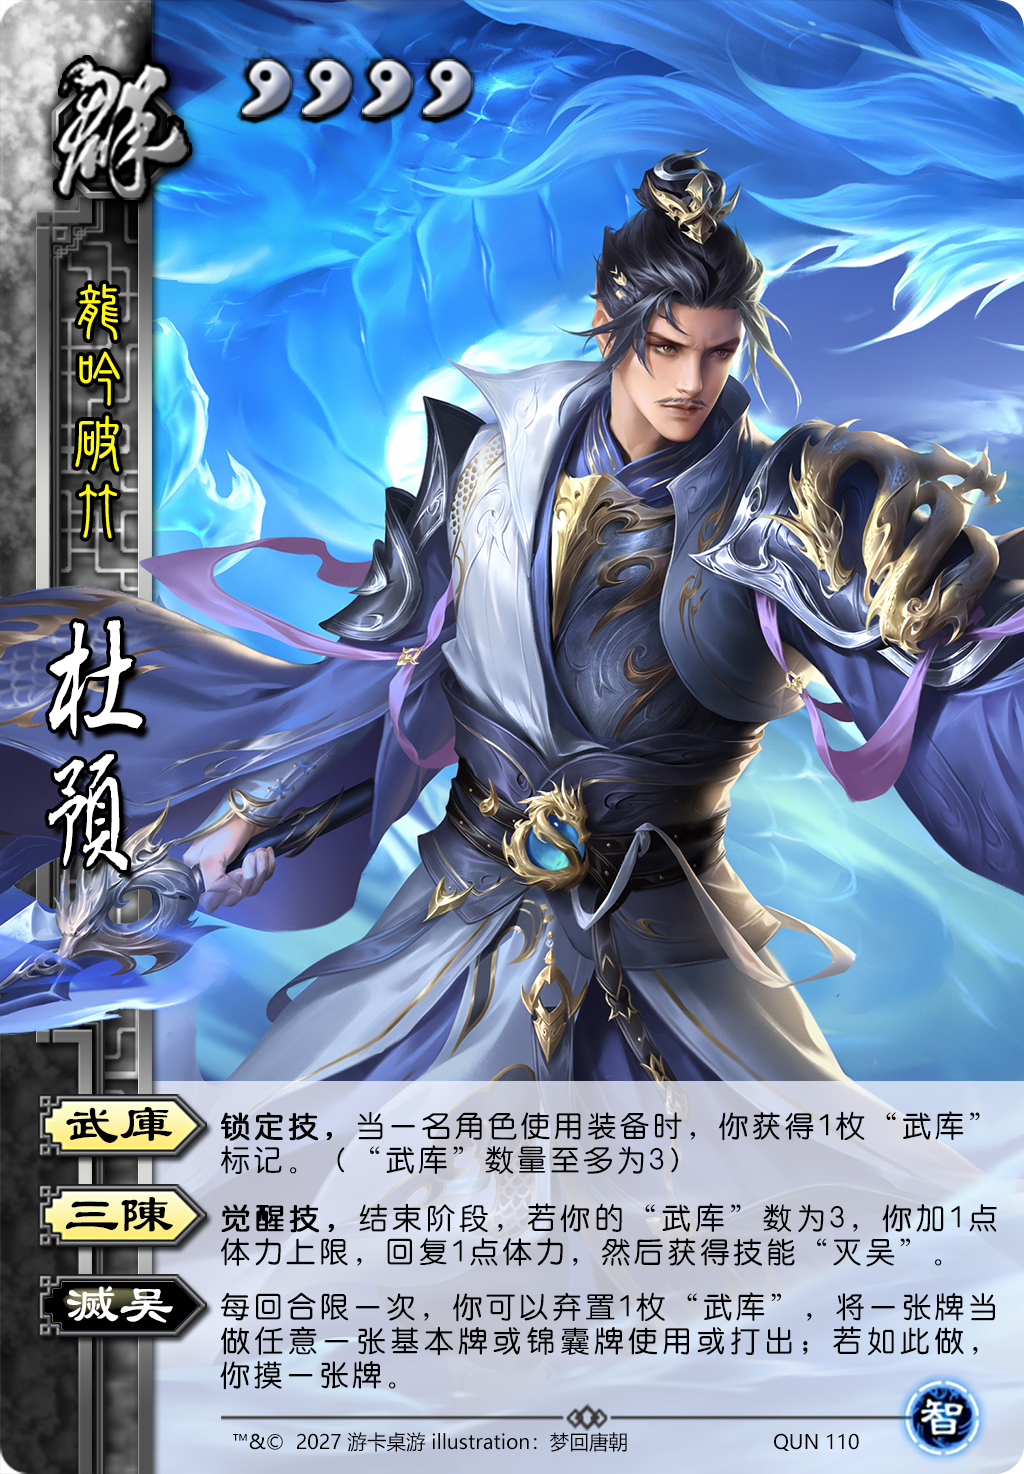 群
龍吟破竹
杜預
武庫
锁定技，当一名角色使用装备时，你获得1枚“武库”
标记。（“武库”数量至多为3）
三陳
觉醒技，结束阶段，若你的“武库”数为3，你加1点
体力上限，回复1点体力，然后获得技能“灭吴”。
滅吴
每回合限一次，你可以弃置1枚“武库”，将一张牌当
做任意一张基本牌或锦囊牌使用或打出；若如此做，
你摸一张牌。
智
™&© 2027 游卡桌游 illustration：梦回唐朝
QUN 110